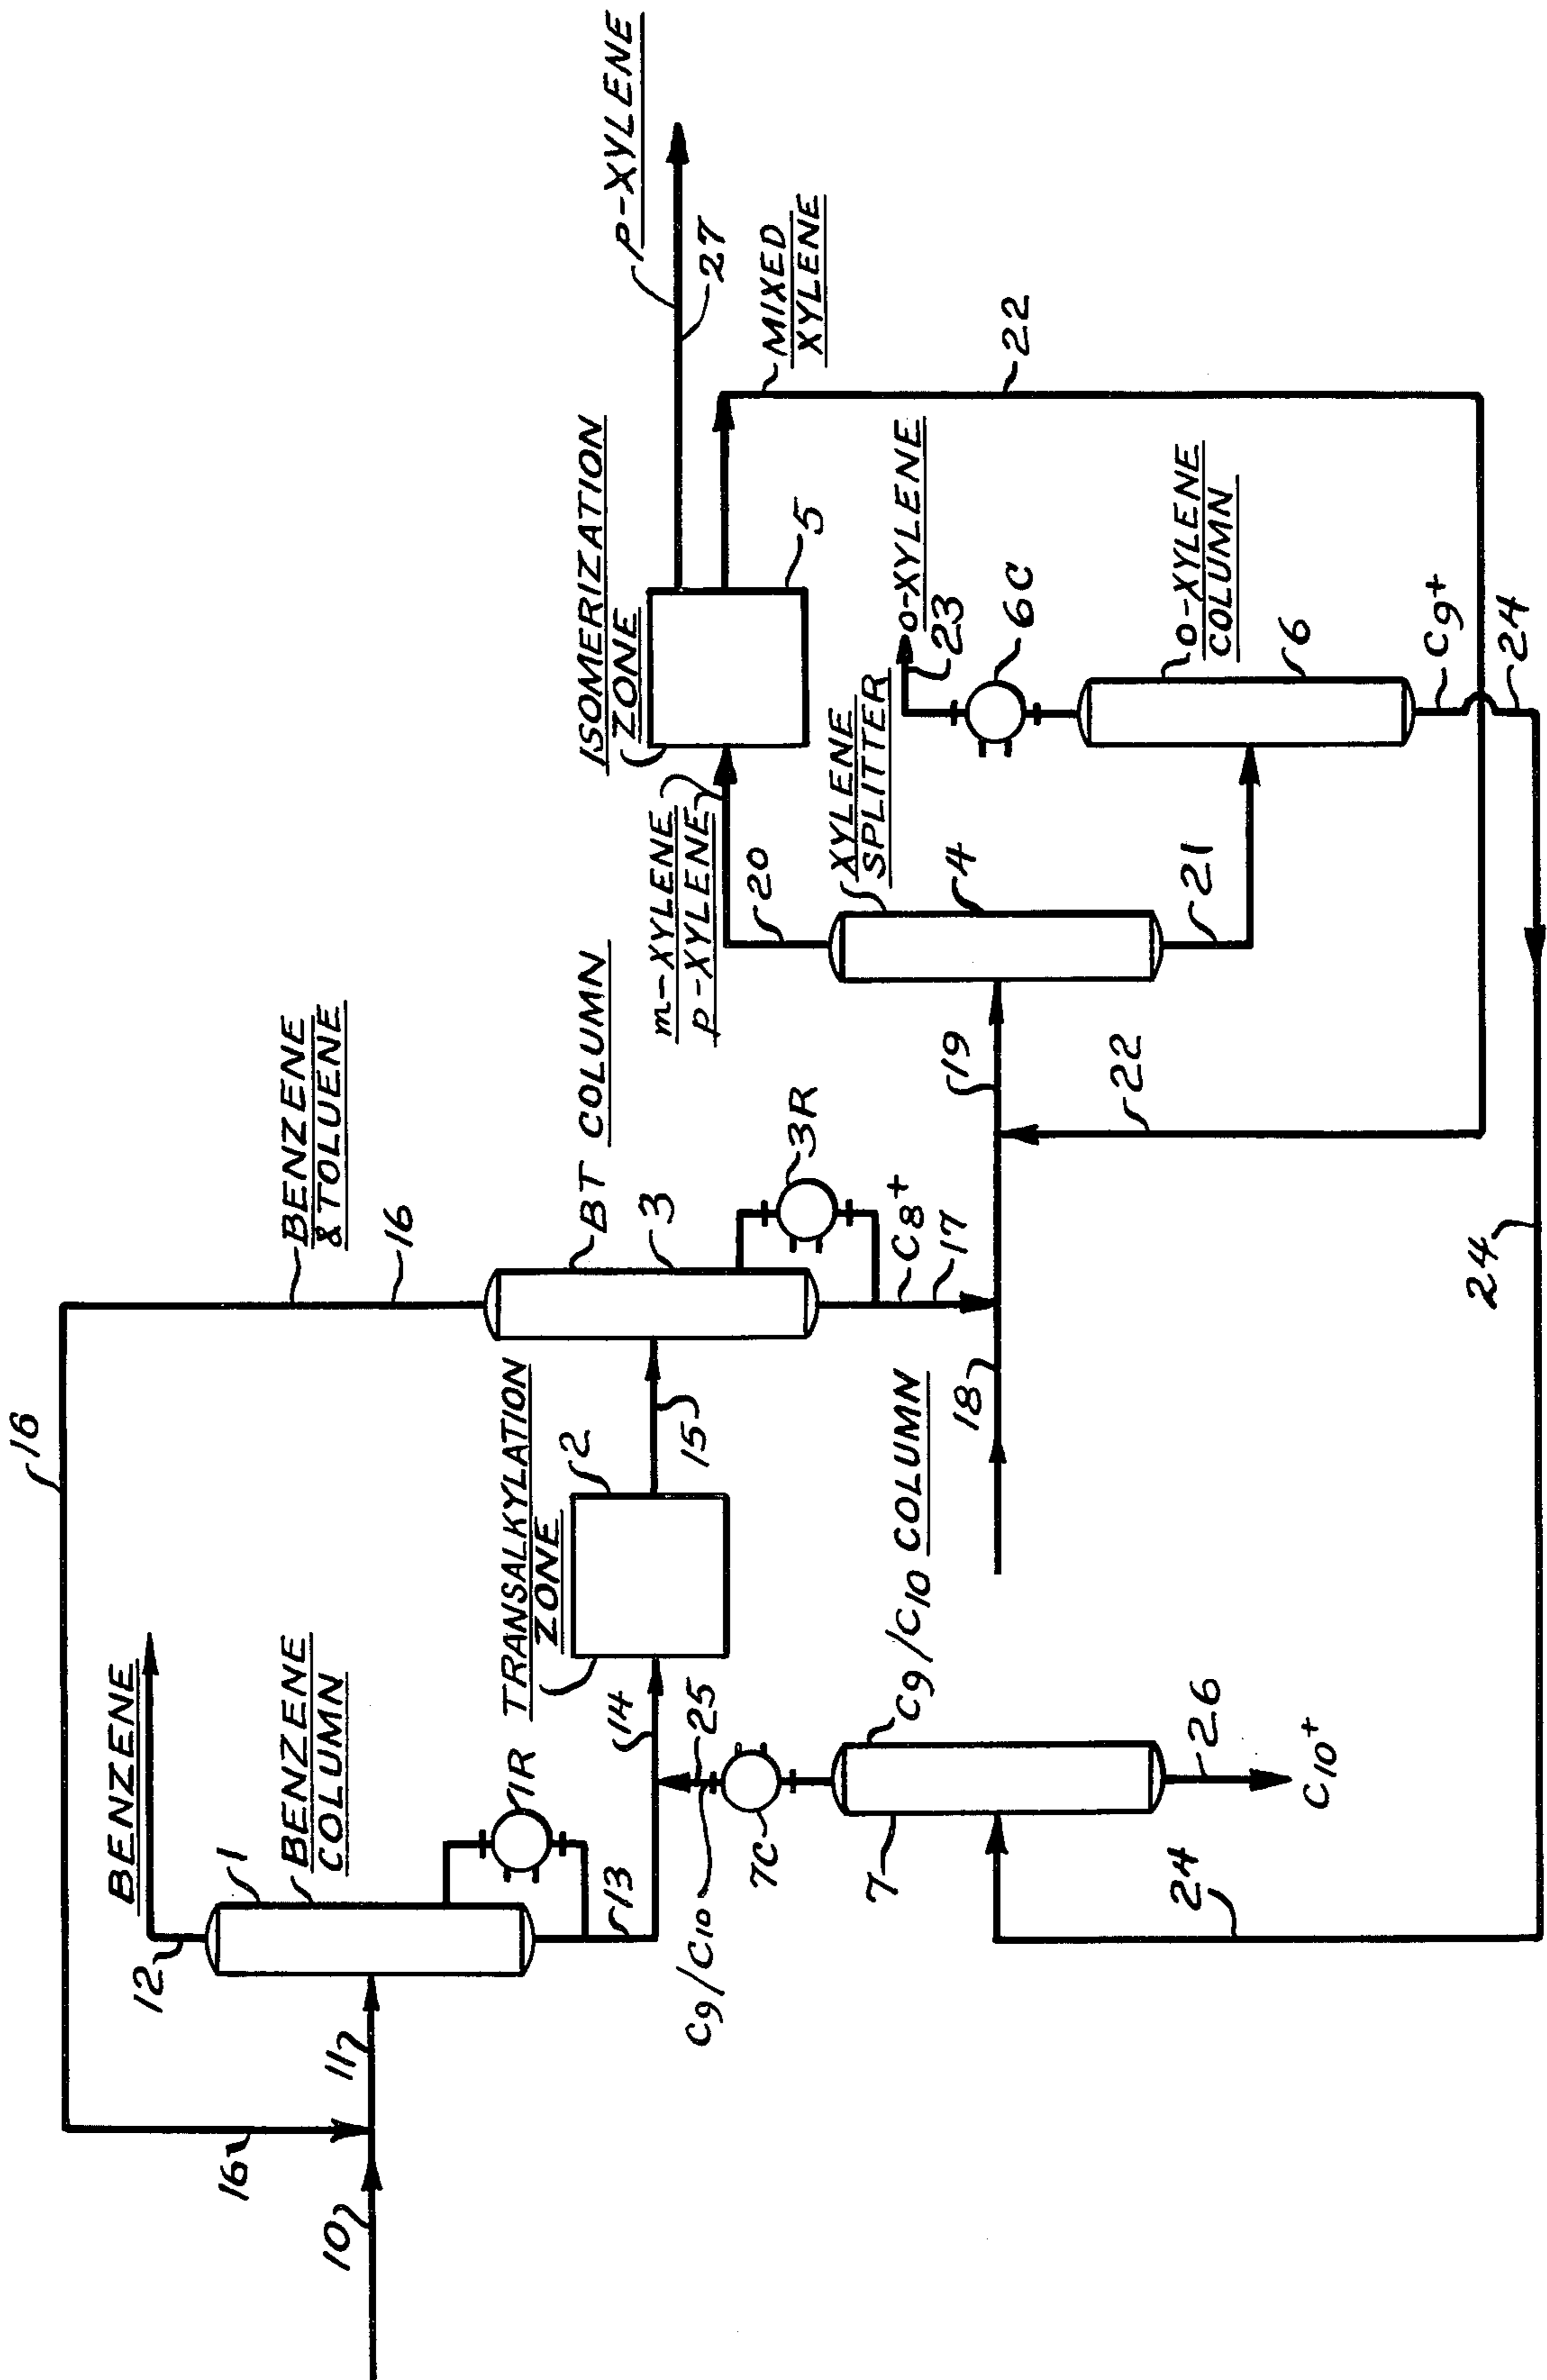 16
BENZENE
& TOLUENE
16
BENZENE
12
1
BENZENE
COLUMN
16
10
11
1R
13
TRANSALKYLATION
ZONE
2
14
15
BT COLUMN
3
3R
C8+
17
C9/C10
25
7C
7
C9/C10 COLUMN
26
C10+
24
18
19
22
m-XYLENE
p-XYLENE
20
XYLENE
SPLITTER
4
21
ISOMERIZATION
ZONE
5
p-XYLENE
27
MIXED
XYLENE
22
o-XYLENE
23
6C
o-XYLENE
COLUMN
6
C9+
24
24